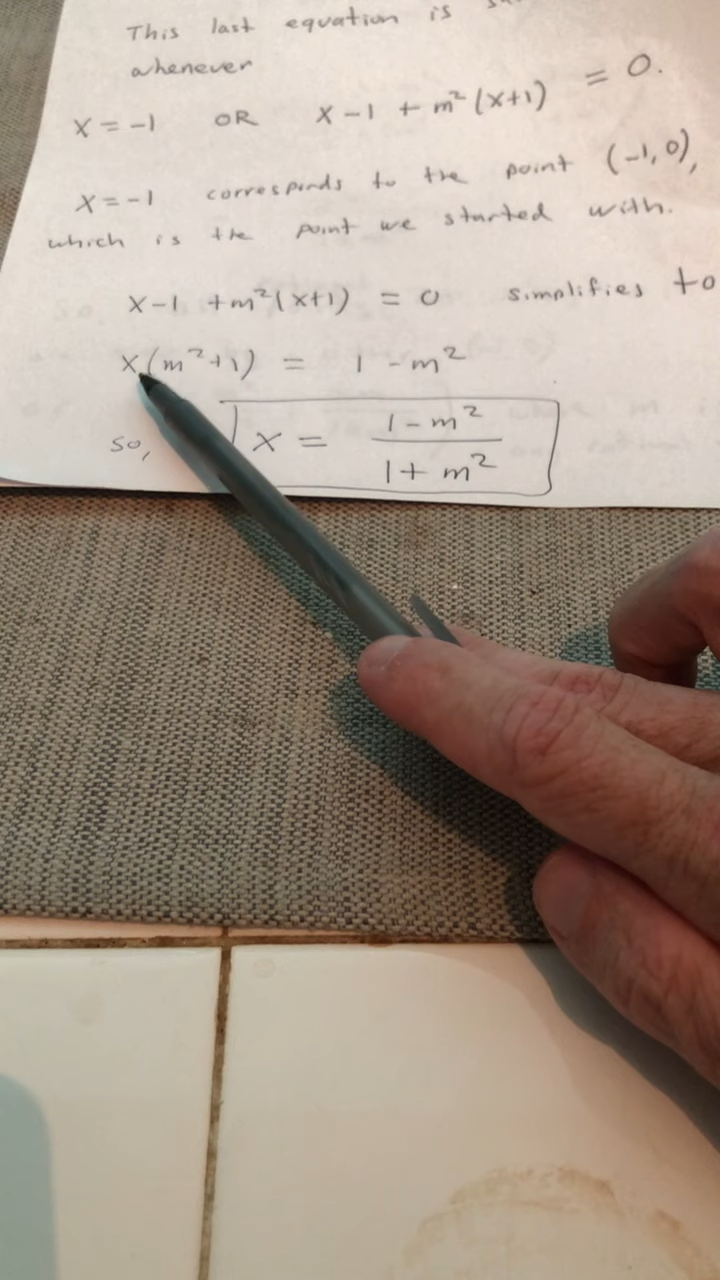 This last equation is
whenever
x = -1 OR x-1 + m²(x+1) = 0.
x = -1 corresponds to the point (-1,0),
which is the point we started with.
x-1 + m²(x+1) = 0 simplifies to
x(m²+1) = 1 - m²
so, x = \frac{1-m²}{1+m²}